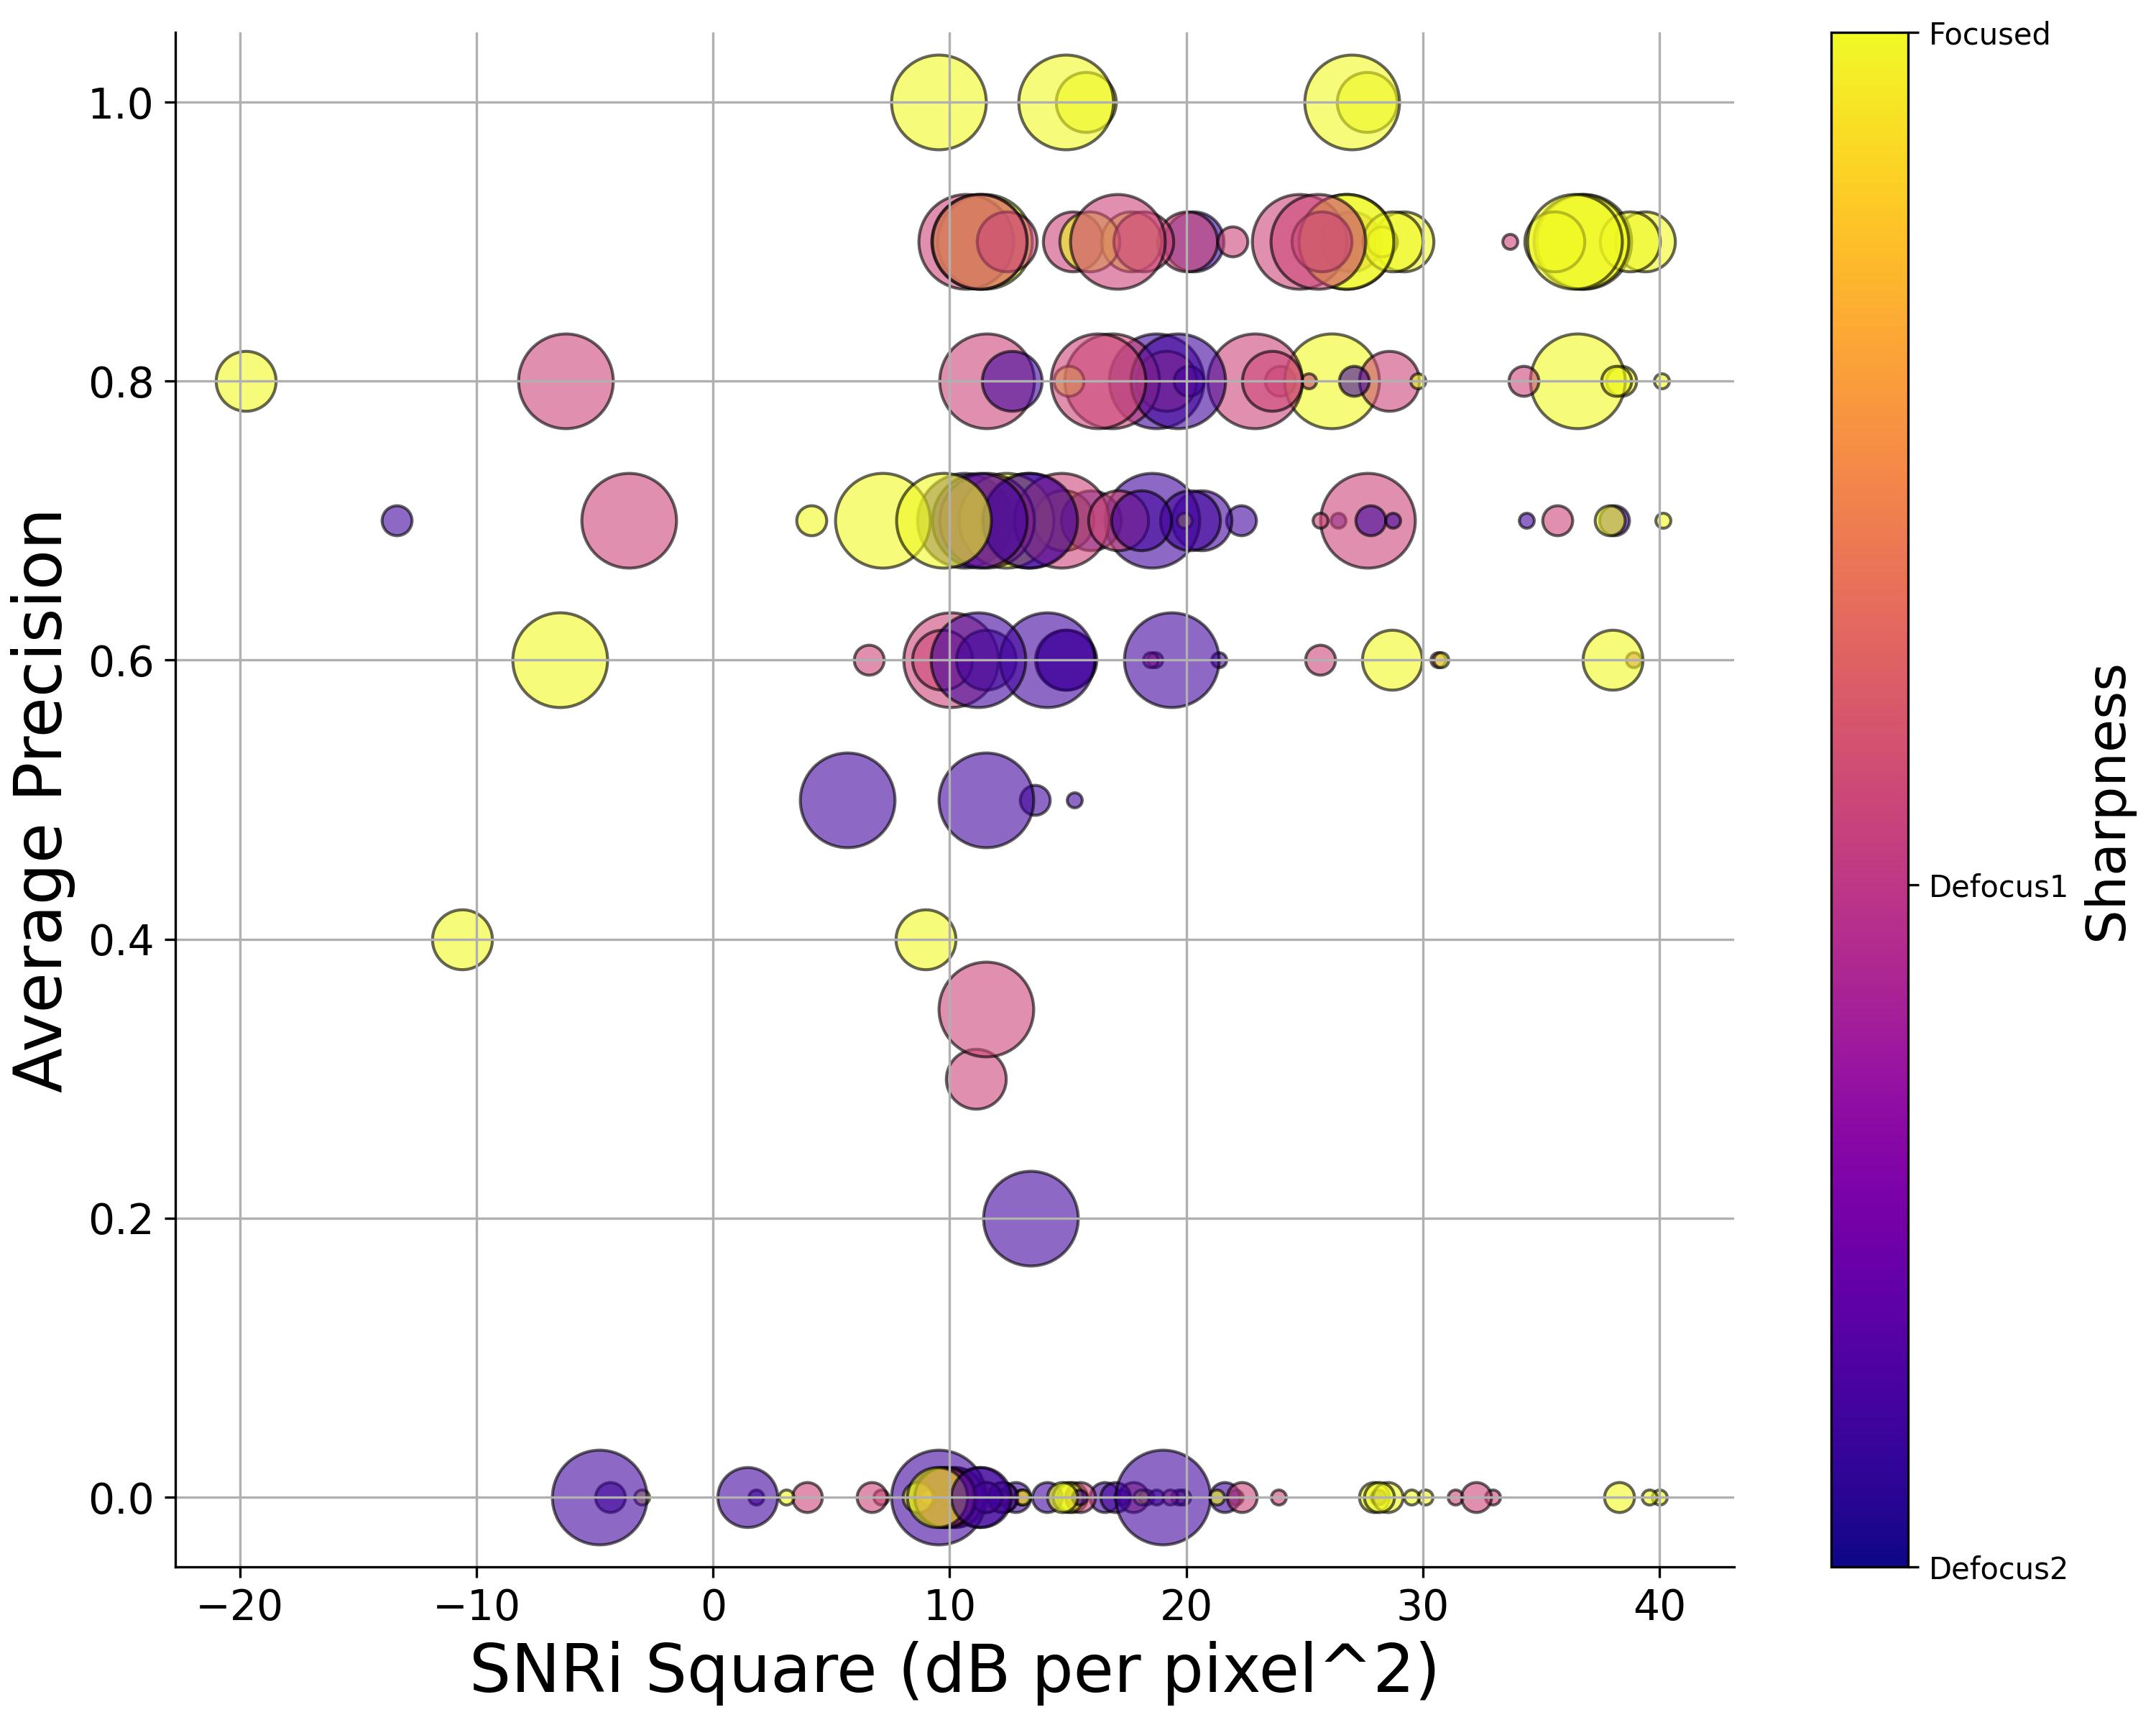 Average Precision
1.0
0.8
0.6
0.4
0.2
0.0
−20 −10 0 10 20 30 40
SNRi Square (dB per pixel^2)
Focused
Defocus1
Defocus2
Sharpness